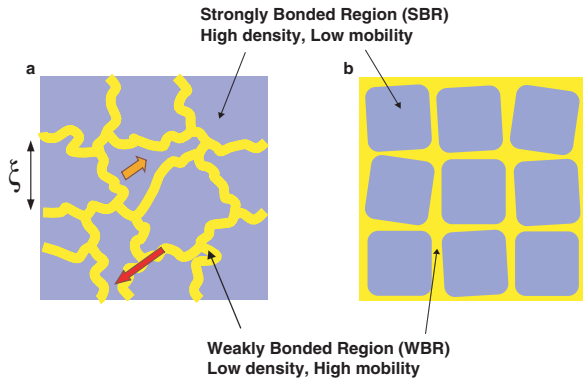 Strongly Bonded Region (SBR)
High density, Low mobility
a
b
ξ
Weakly Bonded Region (WBR)
Low density, High mobility